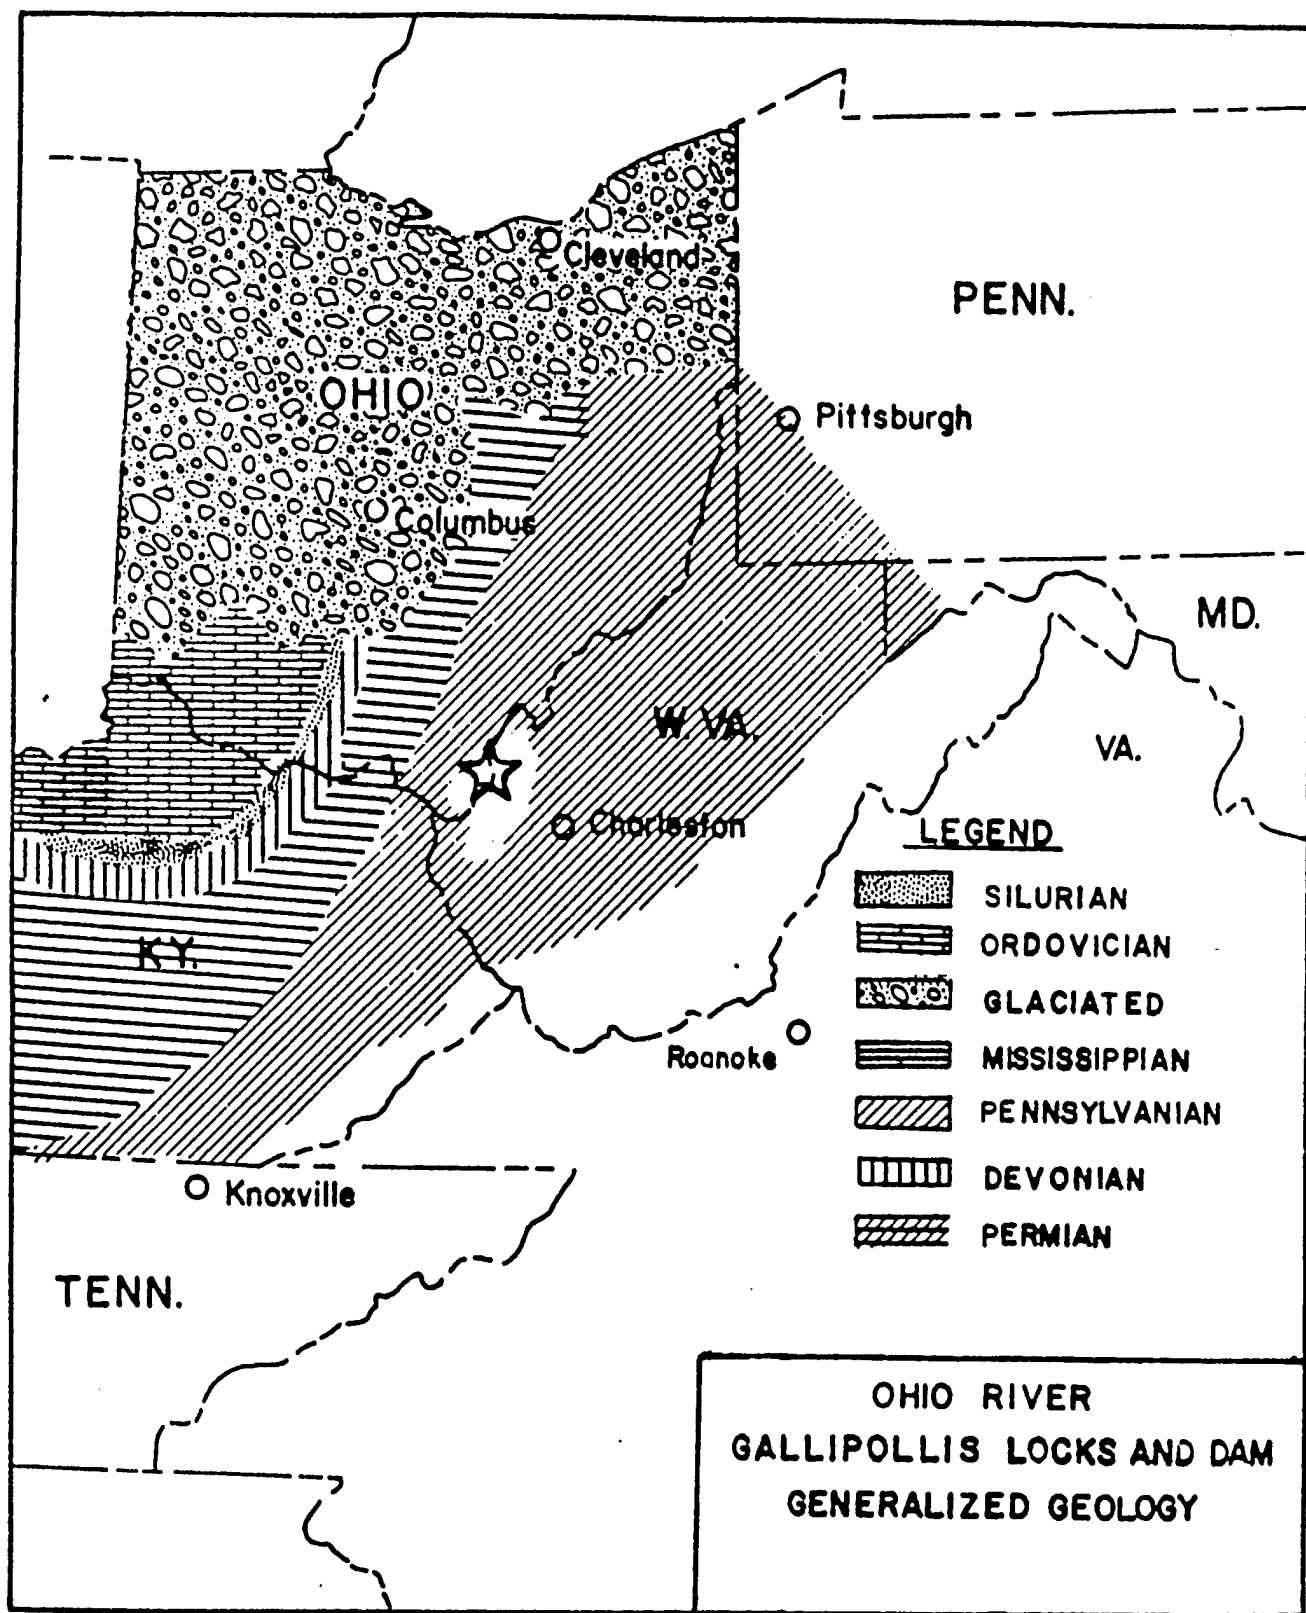 Cleveland
PENN.
OHIO
Pittsburgh
Columbus
MD.
W. VA.
VA.
Charleston
LEGEND
SILURIAN
KY.
ORDOVICIAN
GLACIATED
Roanoke
MISSISSIPPIAN
PENNSYLVANIAN
DEVONIAN
Knoxville
PERMIAN
TENN.
OHIO RIVER
GALLIPOLLIS LOCKS AND DAM
GENERALIZED GEOLOGY